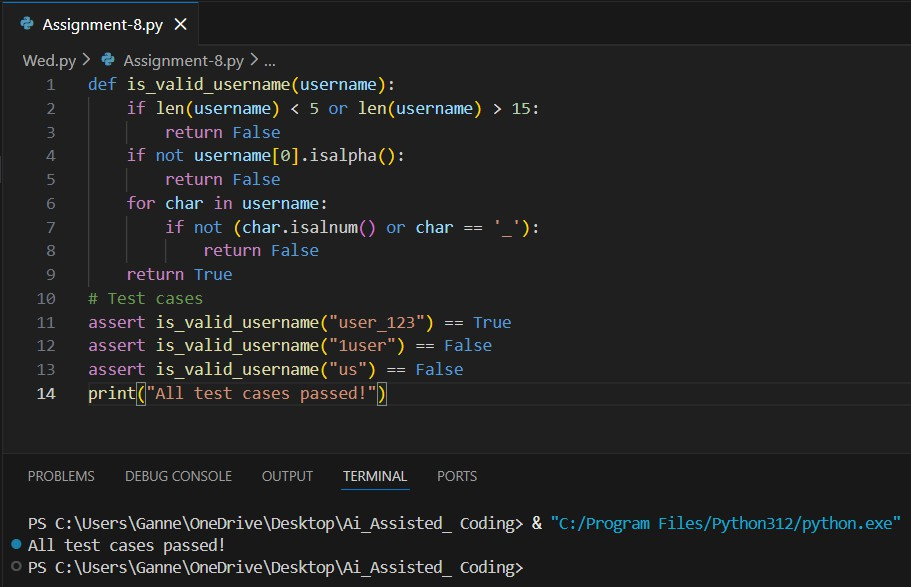 Assignment-8.py ×
Wed.py > Assignment-8.py > ...
1 def is_valid_username(username):
2     if len(username) < 5 or len(username) > 15:
3         return False
4     if not username[0].isalpha():
5         return False
6     for char in username:
7         if not (char.isalnum() or char == '_'):
8             return False
9     return True
10 # Test cases
11 assert is_valid_username("user_123") == True
12 assert is_valid_username("1user") == False
13 assert is_valid_username("us") == False
14 print("All test cases passed!")
PROBLEMS DEBUG CONSOLE OUTPUT TERMINAL PORTS
PS C:\Users\Ganne\OneDrive\Desktop\Ai_Assisted_ Coding> & "C:/Program Files/Python312/python.exe"
All test cases passed!
PS C:\Users\Ganne\OneDrive\Desktop\Ai_Assisted_ Coding>